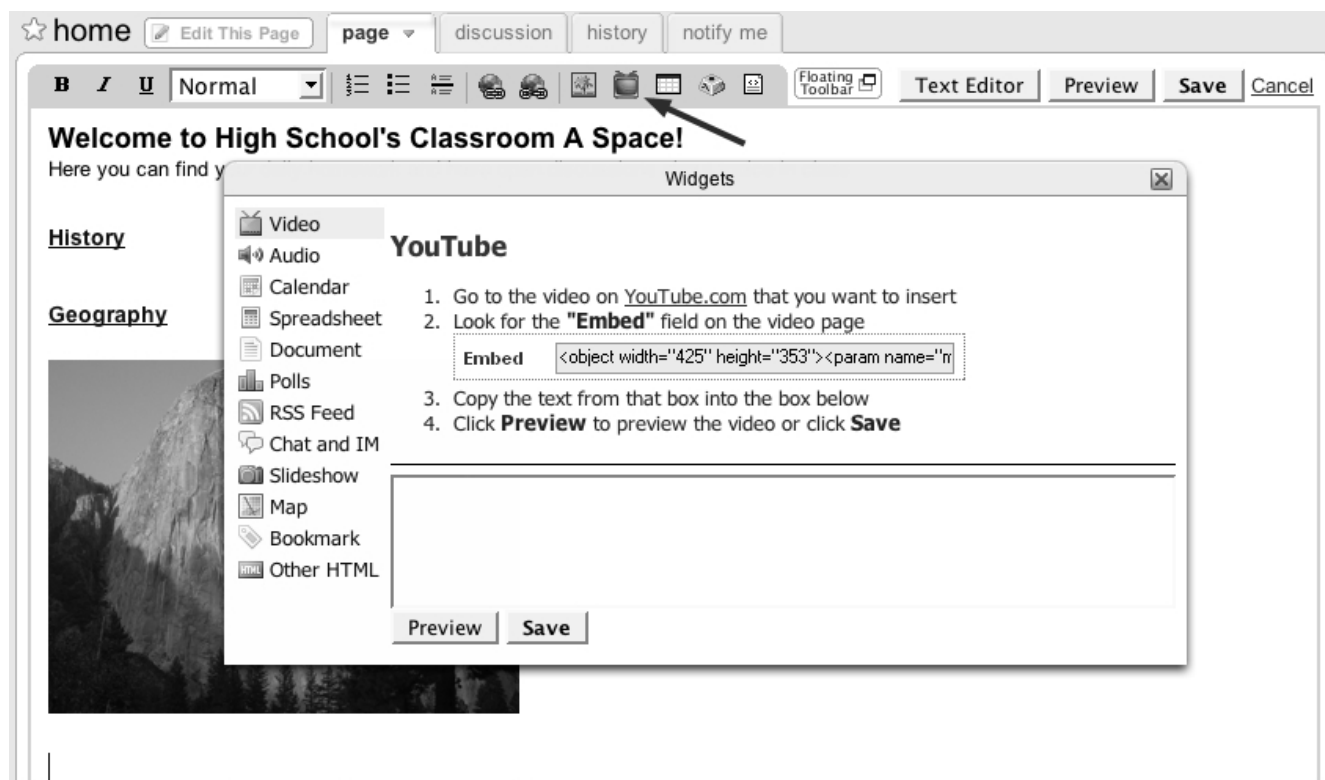 home Edit This Page page discussion history notify me
B I U Normal Floating Toolbar Text Editor Preview Save Cancel
Welcome to High School's Classroom A Space!
Here you can find
Widgets
History
Geography
Video
Audio
Calendar
Spreadsheet
Document
Polls
RSS Feed
Chat and IM
Slideshow
Map
Bookmark
HTML Other HTML
YouTube
1. Go to the video on YouTube.com that you want to insert
2. Look for the "Embed" field on the video page
Embed <object width="425" height="353"><param name="m
3. Copy the text from that box into the box below
4. Click Preview to preview the video or click Save
Preview Save